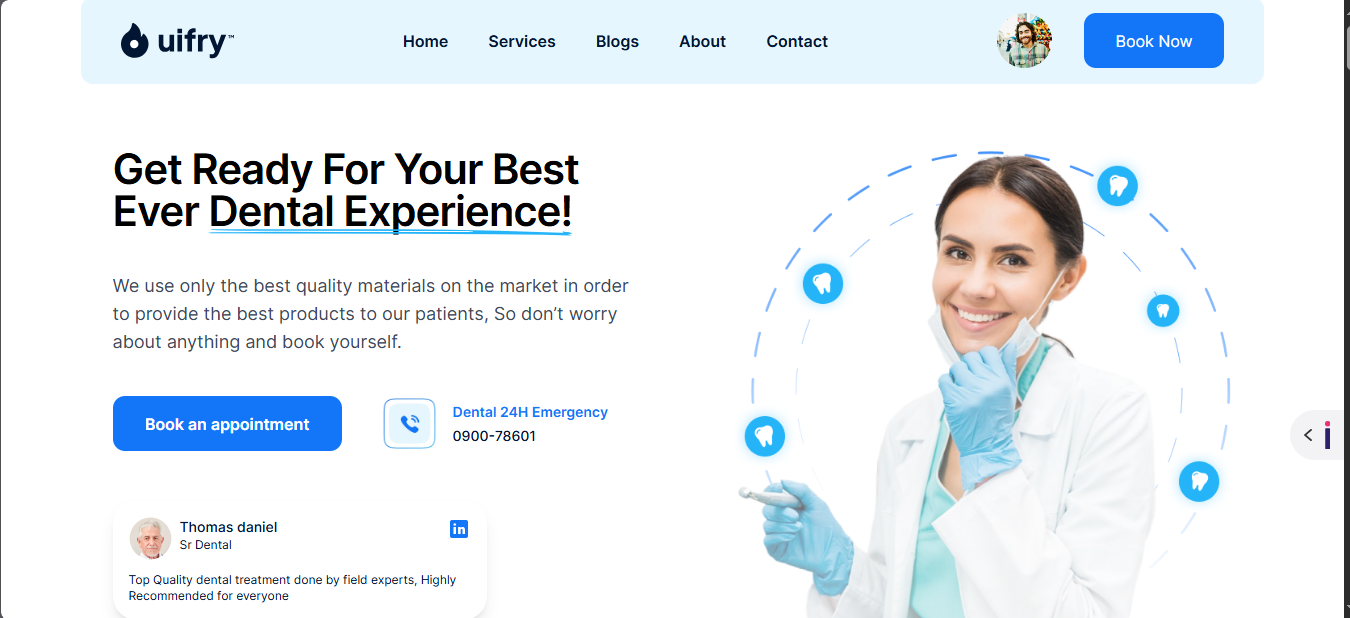 uifry™
Home
Services
Blogs
About
Contact
Book Now
Get Ready For Your Best
Ever Dental Experience!
We use only the best quality materials on the market in order
to provide the best products to our patients, So don’t worry
about anything and book yourself.
Book an appointment
Dental 24H Emergency
0900-78601
Thomas daniel
Sr Dental
in
Top Quality dental treatment done by field experts, Highly
Recommended for everyone